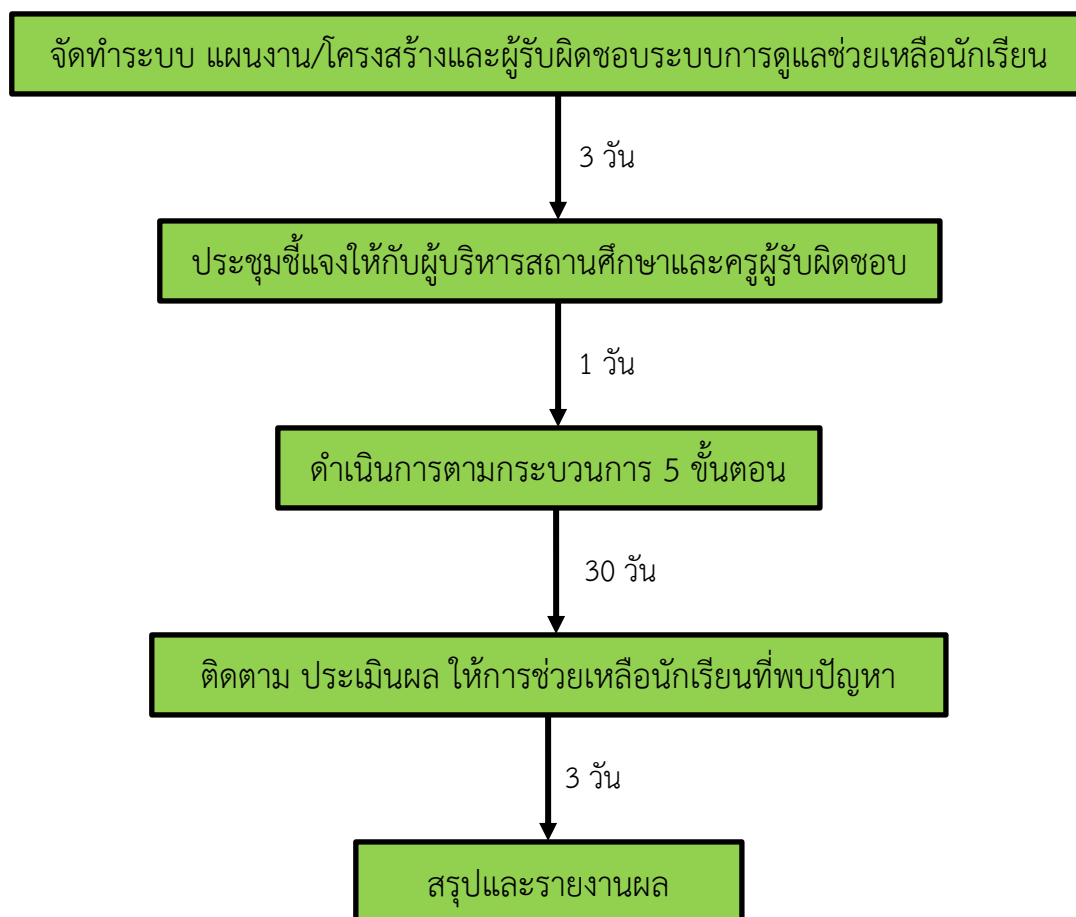 จัดทำระบบ แผนงาน/โครงสร้างและผู้รับผิดชอบระบบการดูแลช่วยเหลือนักเรียน
3 วัน
ประชุมชี้แจงให้กับผู้บริหารสถานศึกษาและครูผู้รับผิดชอบ
1 วัน
ดำเนินการตามกระบวนการ 5 ขั้นตอน
30 วัน
ติดตาม ประเมินผล ให้การช่วยเหลือนักเรียนที่พบปัญหา
3 วัน
สรุปและรายงานผล